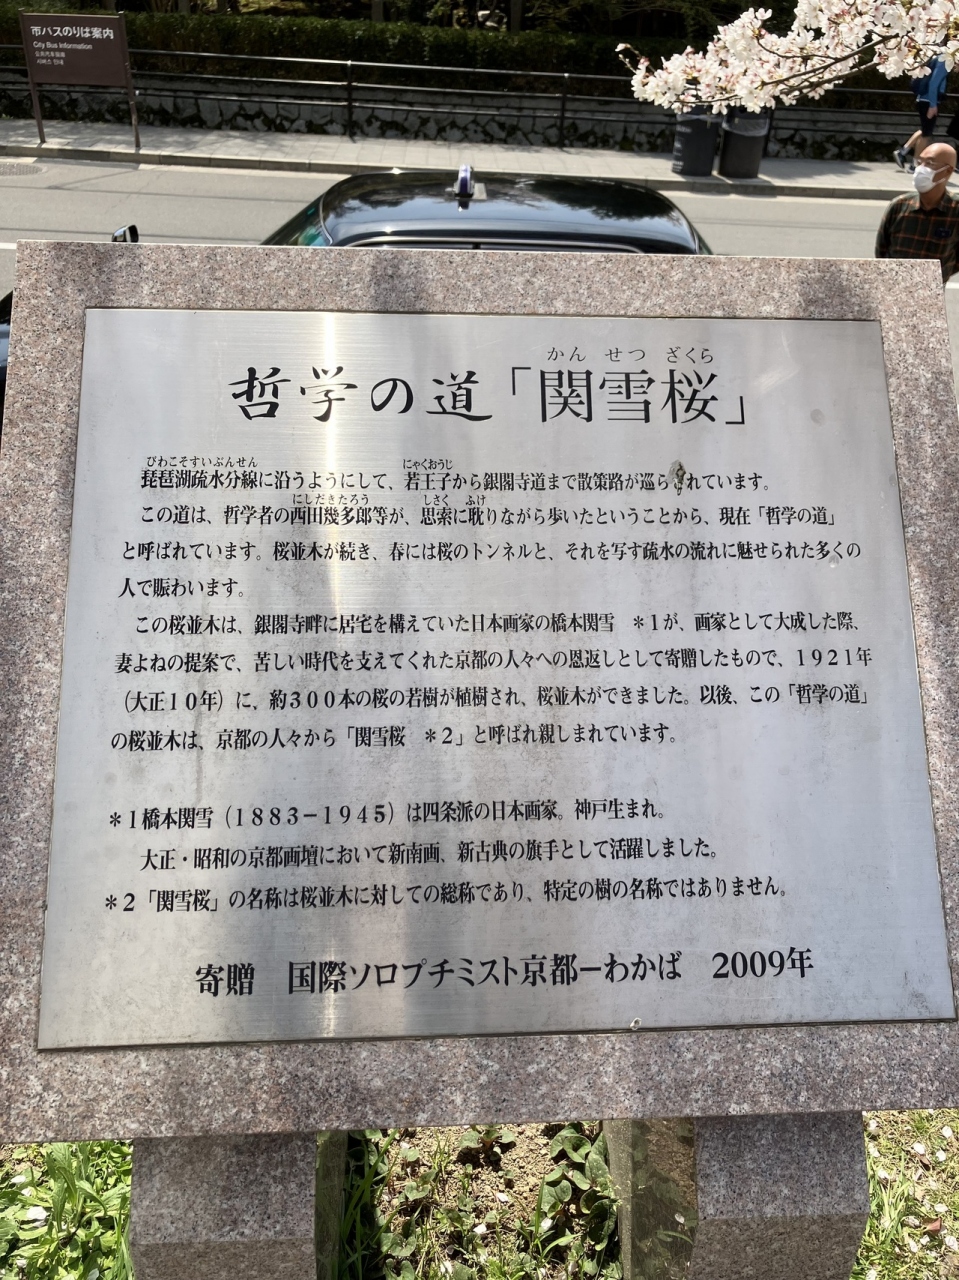 市バスのりば案内
City Bus Information
かん せつ ざくら
哲学の道「関雪桜」
びわこそすいぶんせん にゃくおうじ
琵琶湖疏水分線に沿うようにして、若王子から銀閣寺道まで散策路が巡ら れています。
にしだきたろう しさく ふけ
この道は、哲学者の西田幾多郎等が、思索に耽りながら歩いたということから、現在「哲学の道」
と呼ばれています。桜並木が続き、春には桜のトンネルと、それを写す疏水の流れに魅せられた多くの
人で賑わいます。
この桜並木は、銀閣寺畔に居宅を構えていた日本画家の橋本関雪 *1が、画家として大成した際、
妻よねの提案で、苦しい時代を支えてくれた京都の人々への恩返しとして寄贈したもので、1921年
(大正10年)に、約300本の桜の若樹が植樹され、桜並木ができました。以後、この「哲学の道」
の桜並木は、京都の人々から「関雪桜 *2」と呼ばれ親しまれています。
*1橋本関雪(1883-1945)は四条派の日本画家。神戸生まれ。
大正・昭和の京都画壇において新南画、新古典の旗手として活躍しました。
*2「関雪桜」の名称は桜並木に対しての総称であり、特定の樹の名称ではありません。
寄贈 国際ソロプチミスト京都ーわかば 2009年